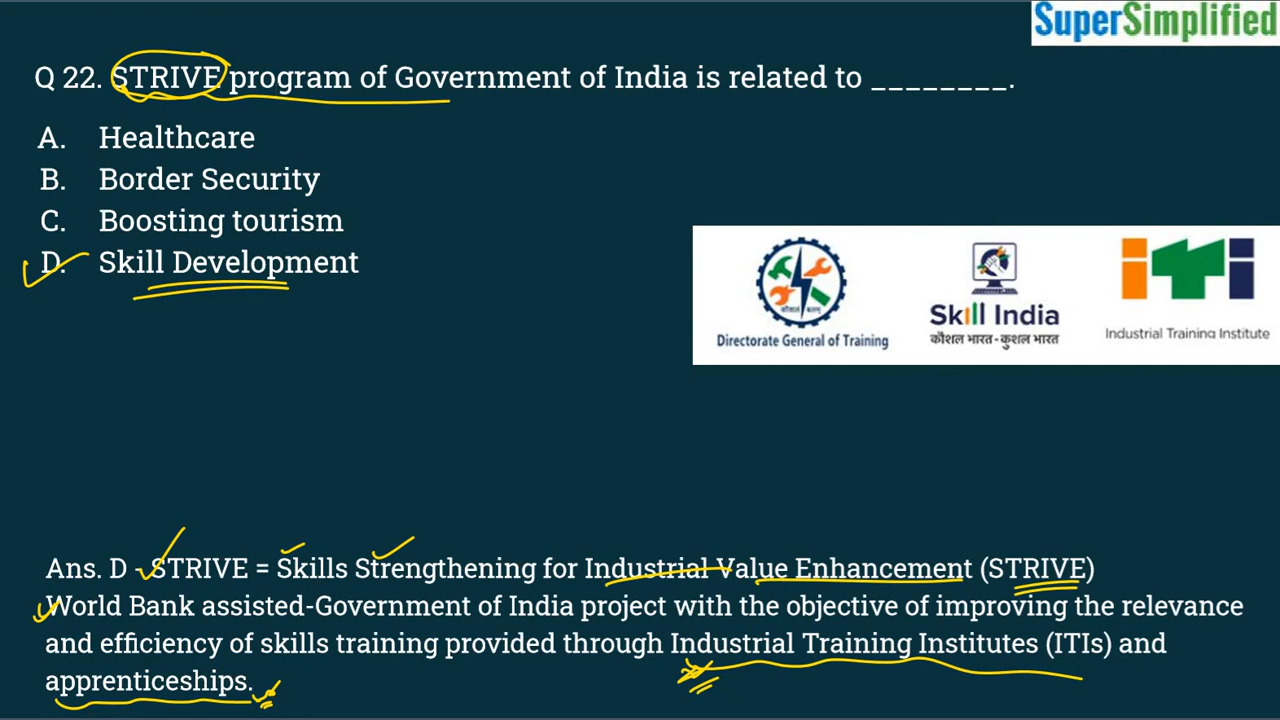 SuperSimplified
Q 22. STRIVE program of Government of India is related to ________.
A. Healthcare
B. Border Security
C. Boosting tourism
D. Skill Development
कौशल बलम्
Directorate General of Training
Skill India
कौशल भारत-कुशल भारत
iTi
Industrial Training Institute
Ans. D - STRIVE = Skills Strengthening for Industrial Value Enhancement (STRIVE)
World Bank assisted-Government of India project with the objective of improving the relevance
and efficiency of skills training provided through Industrial Training Institutes (ITIs) and
apprenticeships.